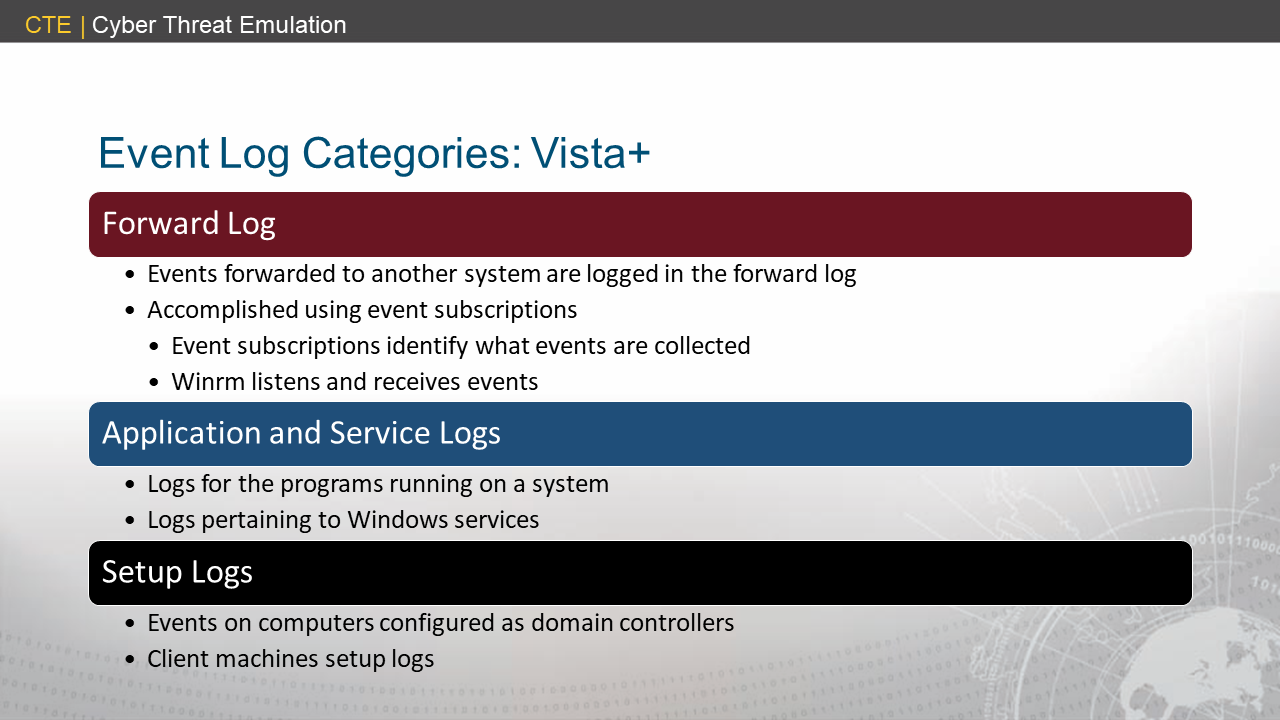 CTE | Cyber Threat Emulation
Event Log Categories: Vista+
Forward Log
• Events forwarded to another system are logged in the forward log
• Accomplished using event subscriptions
• Event subscriptions identify what events are collected
• Winrm listens and receives events
Application and Service Logs
• Logs for the programs running on a system
• Logs pertaining to Windows services
Setup Logs
• Events on computers configured as domain controllers
• Client machines setup logs